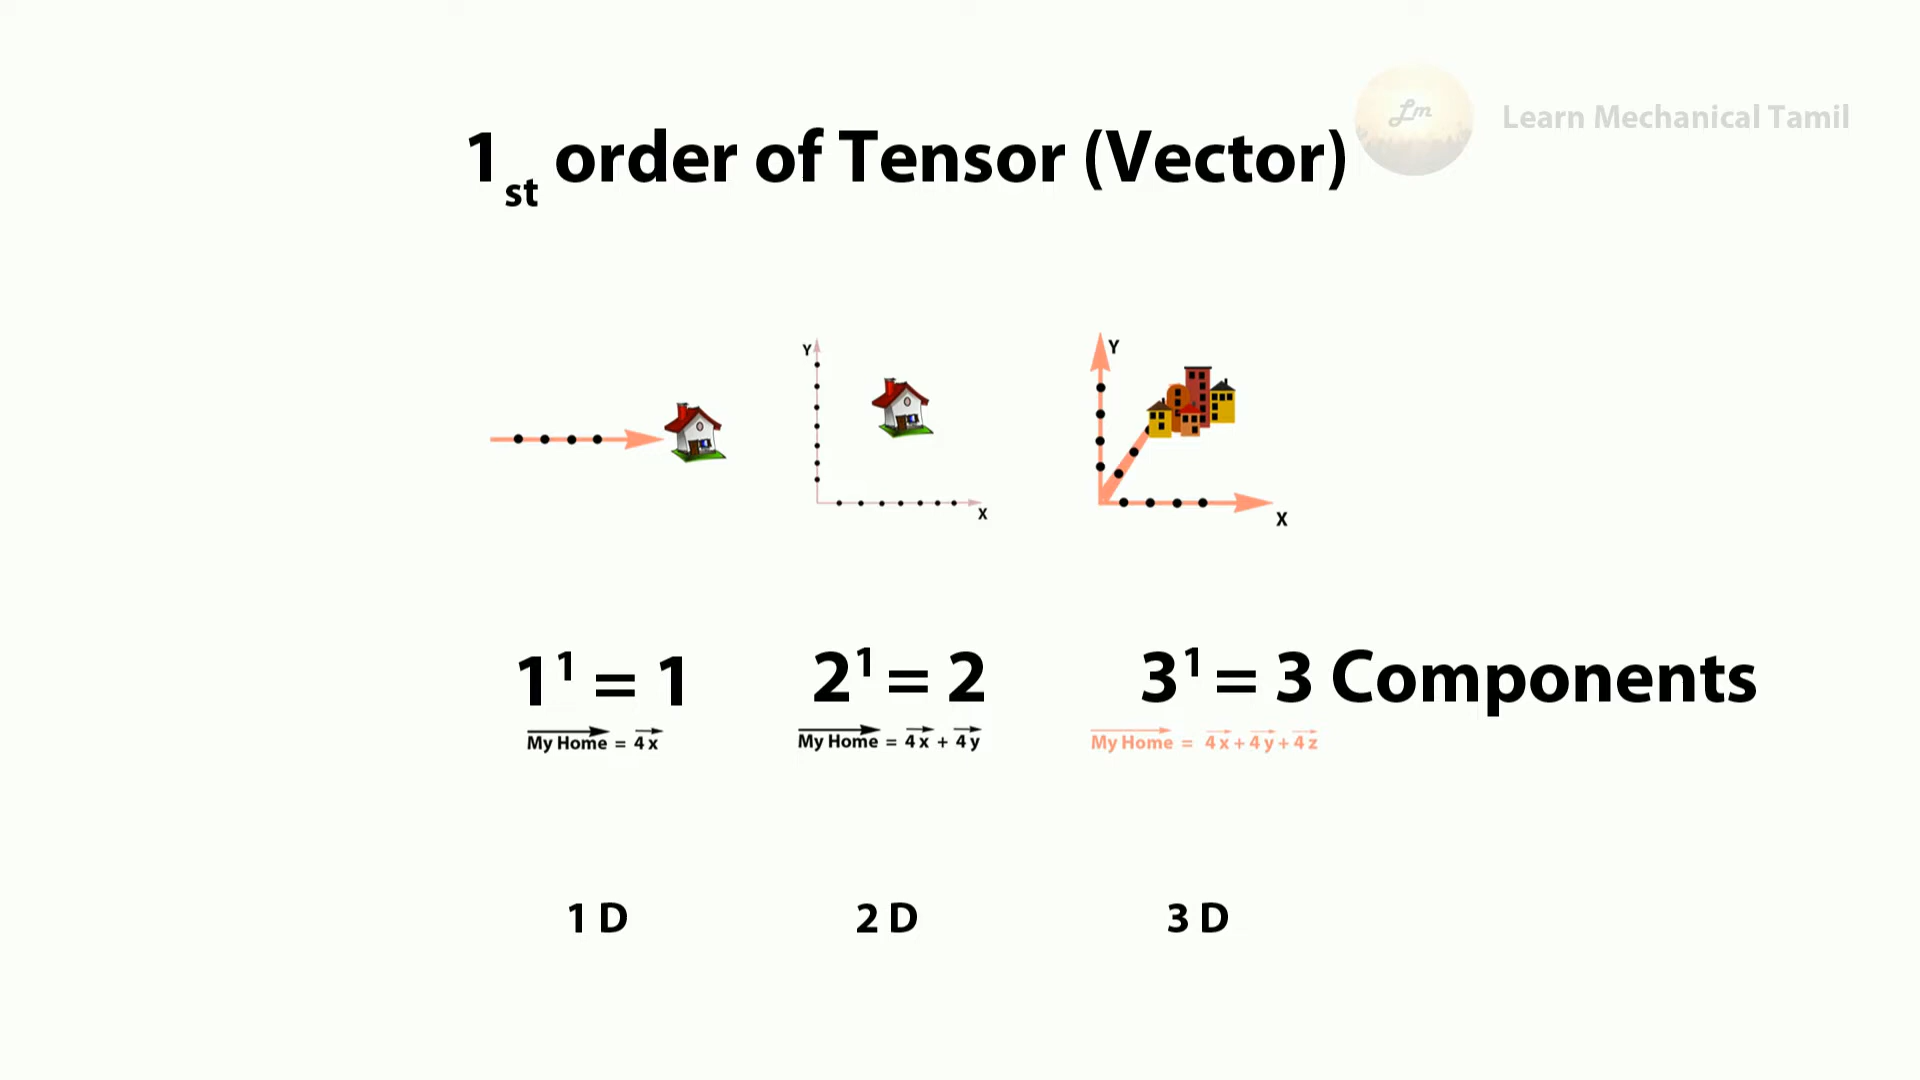 Lm Learn Mechanical Tamil
1st order of Tensor (Vector)
Y
X
Y
X
1¹ = 1
2¹ = 2
3¹ = 3 Components
My Home = 4x
My Home = 4x + 4y
My Home = 4x + 4y + 4z
1 D
2 D
3 D